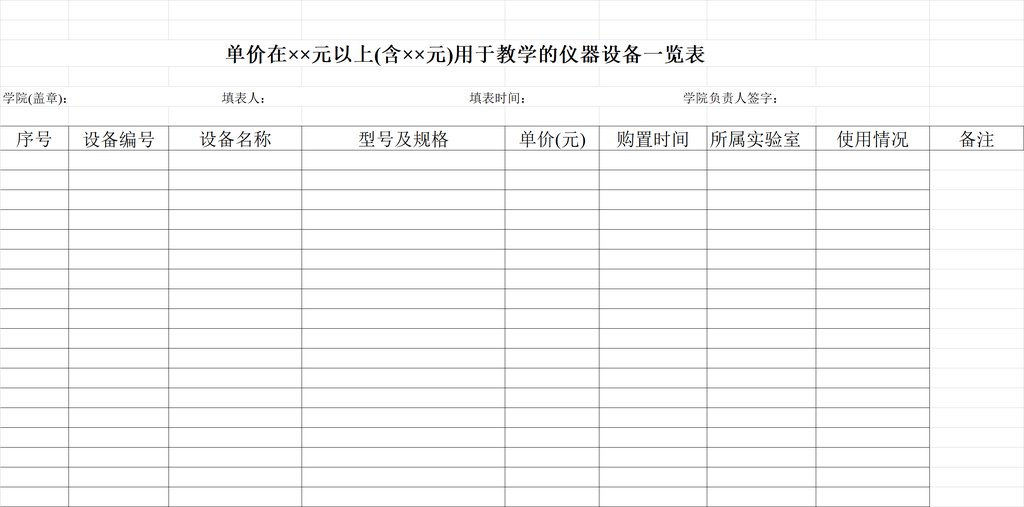 单价在××元以上(含××元)用于教学的仪器设备一览表
学院(盖章): 填表人: 填表时间: 学院负责人签字:
序号 设备编号 设备名称 型号及规格 单价(元) 购置时间 所属实验室 使用情况 备注